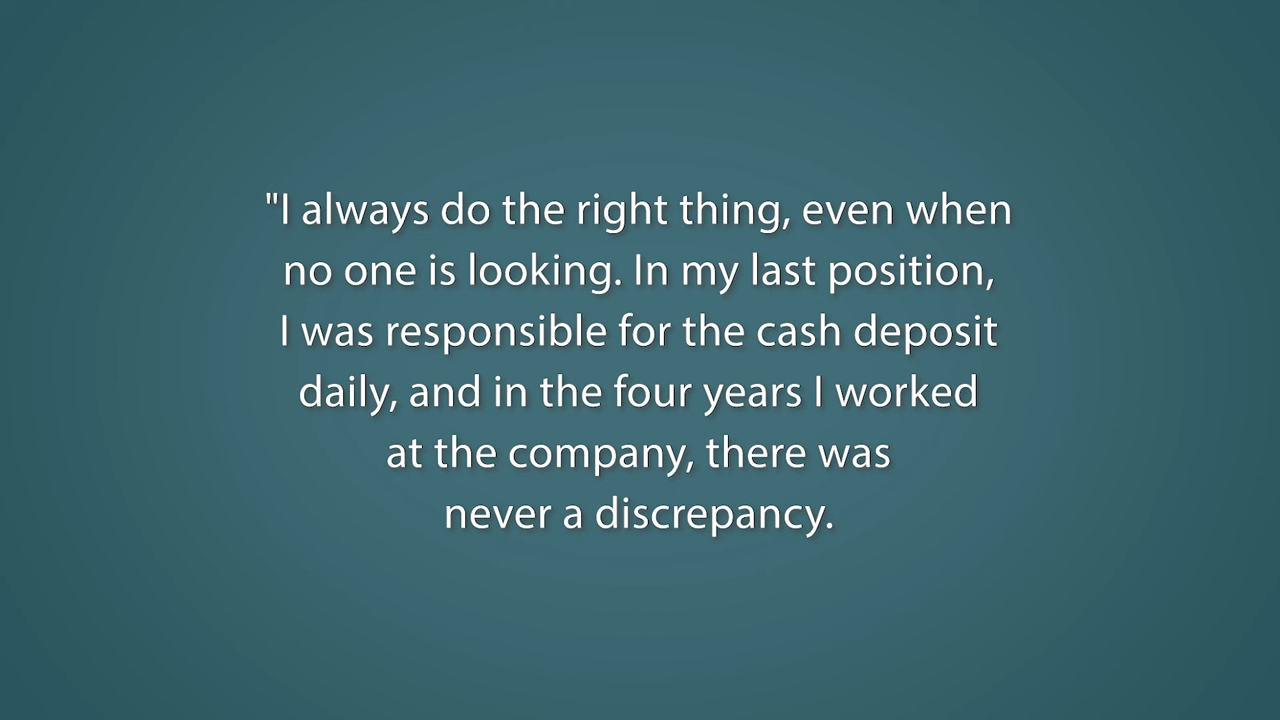 "I always do the right thing, even when
no one is looking. In my last position,
I was responsible for the cash deposit
daily, and in the four years I worked
at the company, there was
never a discrepancy.